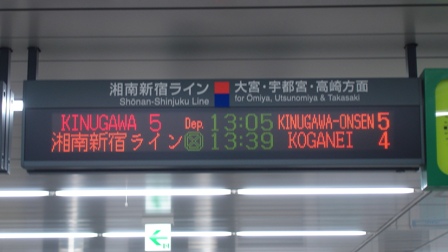 湘南新宿ライン 大宮・宇都宮・高崎方面
Shōnan-Shinjuku Line for Ōmiya, Utsunomiya & Takasaki
KINUGAWA 5 Dep. 13:05 KINUGAWA-ONSEN 5
湘南新宿ライン 13:39 KOGANEI 4